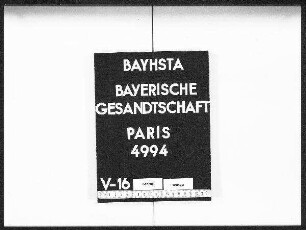 BAYHSTA
BAYERISCHE
GESANDTSCHAFT
PARIS
4994
V-16